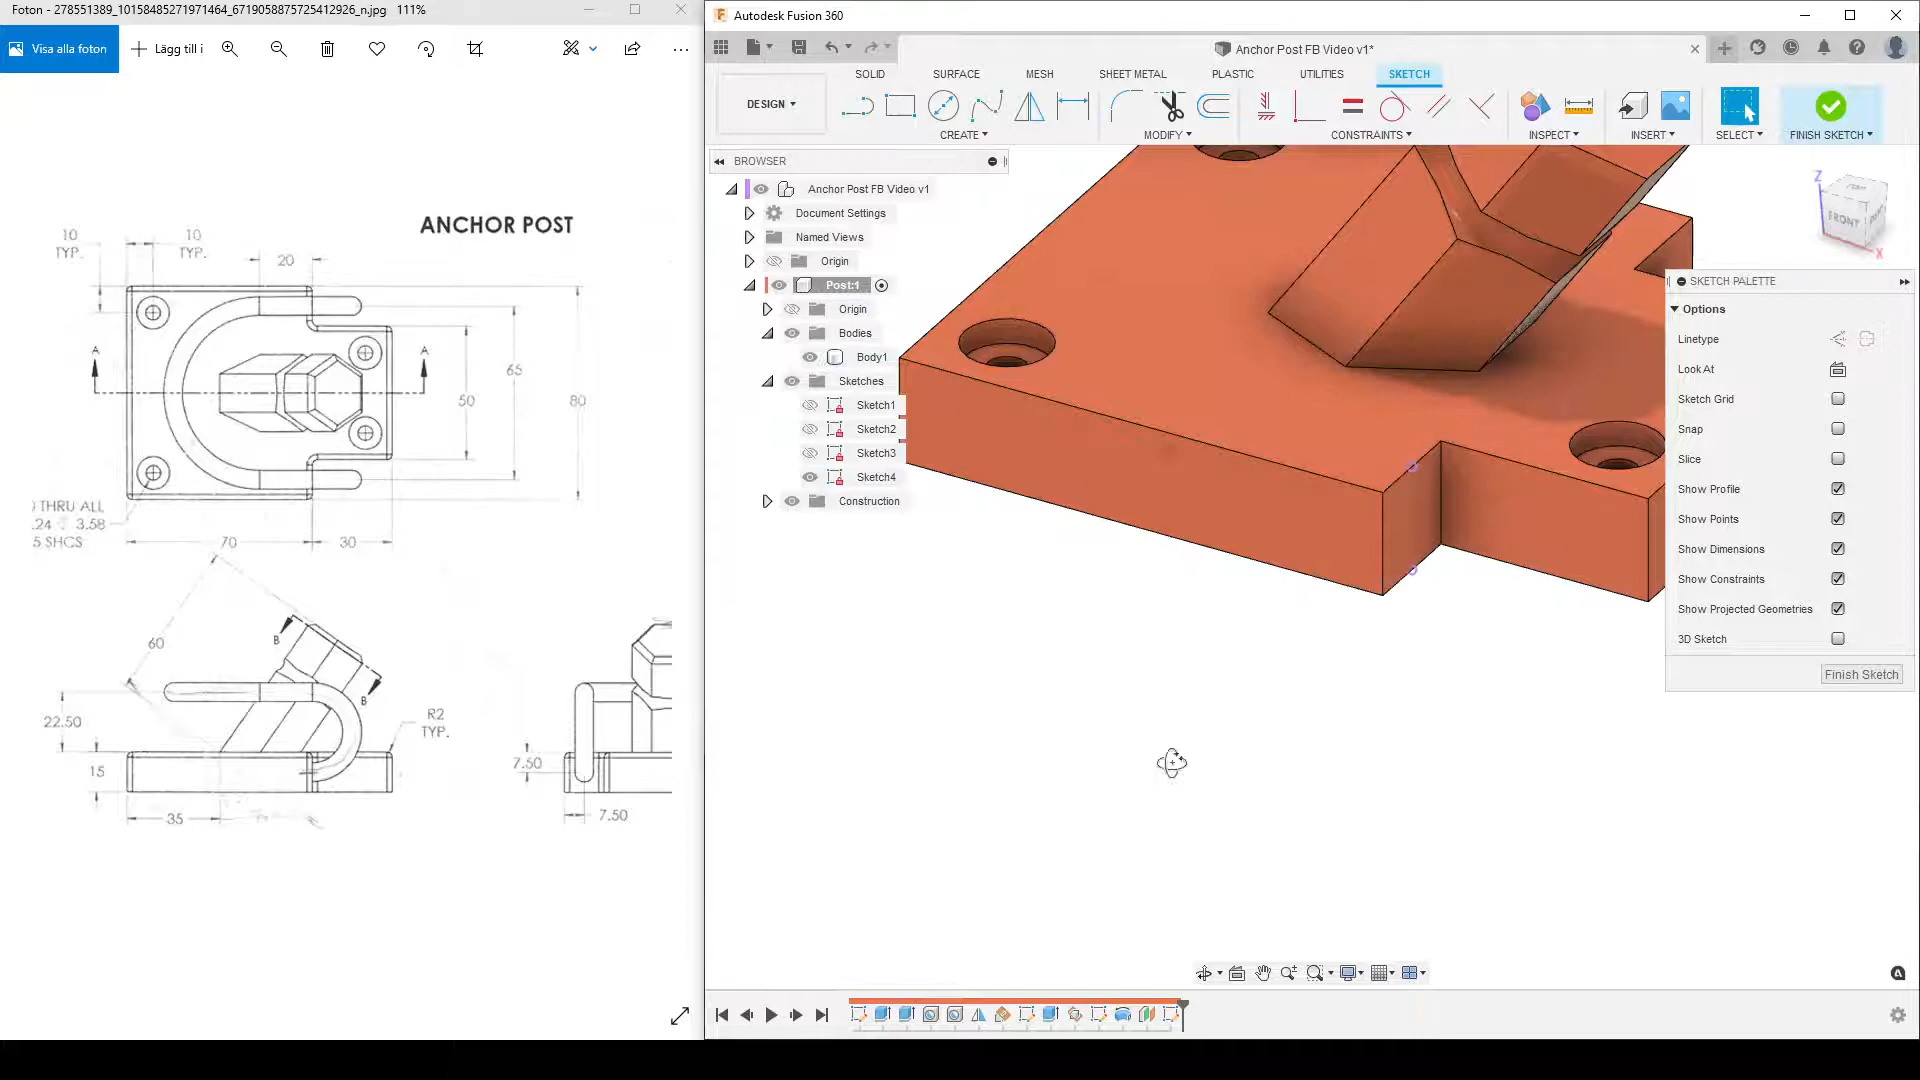 Foton - 278551389_10158485271971464_6719058875725412926_n.jpg 111%
Visa alla foton
Lägg till i
ANCHOR POST
10
TYP.
10
TYP.
20
A
A
50
65
80
THRU ALL
.24 3.58
5 SHCS
70
30
60
B
B
22.50
15
35
R2
TYP.
7.50
7.50
Autodesk Fusion 360
Anchor Post FB Video v1*
DESIGN
SOLID
SURFACE
MESH
SHEET METAL
PLASTIC
UTILITIES
SKETCH
CREATE
MODIFY
CONSTRAINTS
INSPECT
INSERT
SELECT
FINISH SKETCH
BROWSER
Anchor Post FB Video v1
Document Settings
Named Views
Origin
Post:1
Origin
Bodies
Body1
Sketches
Sketch1
Sketch2
Sketch3
Sketch4
Construction
Z
FRONT
X
SKETCH PALETTE
Options
Linetype
Look At
Sketch Grid
Snap
Slice
Show Profile
Show Points
Show Dimensions
Show Constraints
Show Projected Geometries
3D Sketch
Finish Sketch